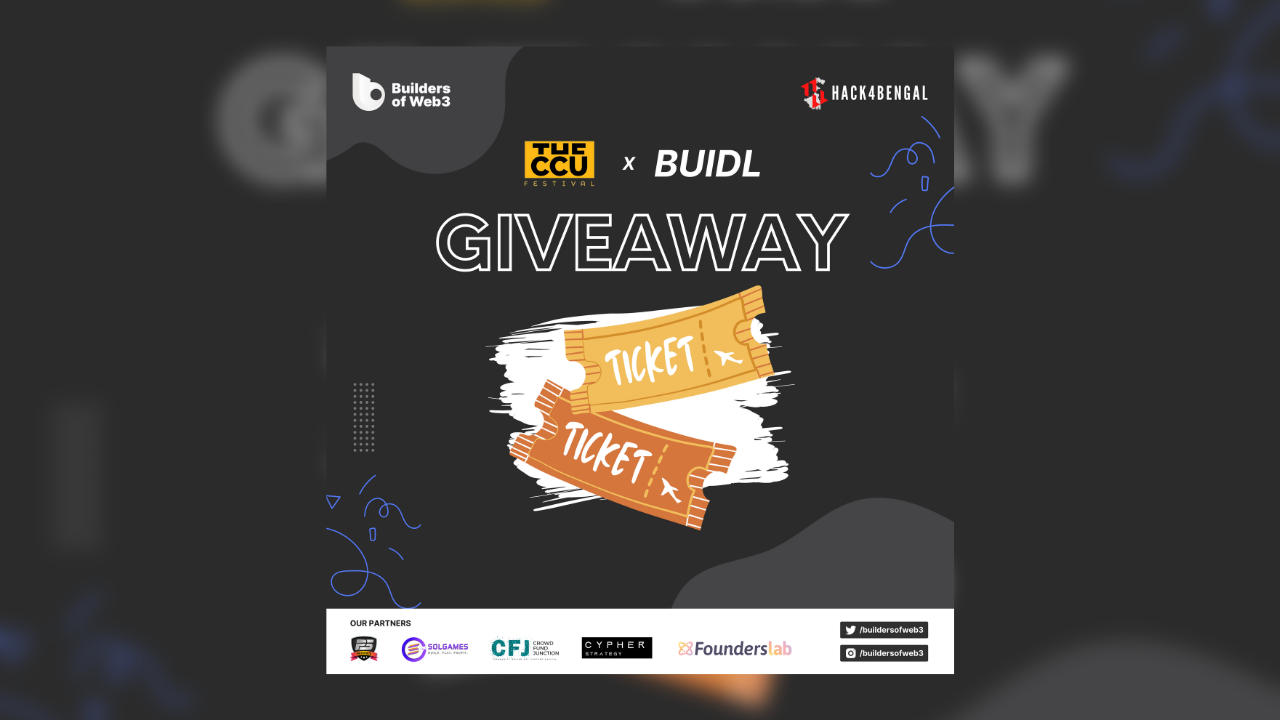 Builders
of Web3
HACK4BENGAL
THE
CCU
FESTIVAL
X
BUIDL
GIVEAWAY
TICKET
TICKET
OUR PARTNERS
SOLGAMES
CFJ
CROWD
FUND
JUNCTION
CYPHER
STRATEGY
Founderslab
/buildersofweb3
/buildersofweb3